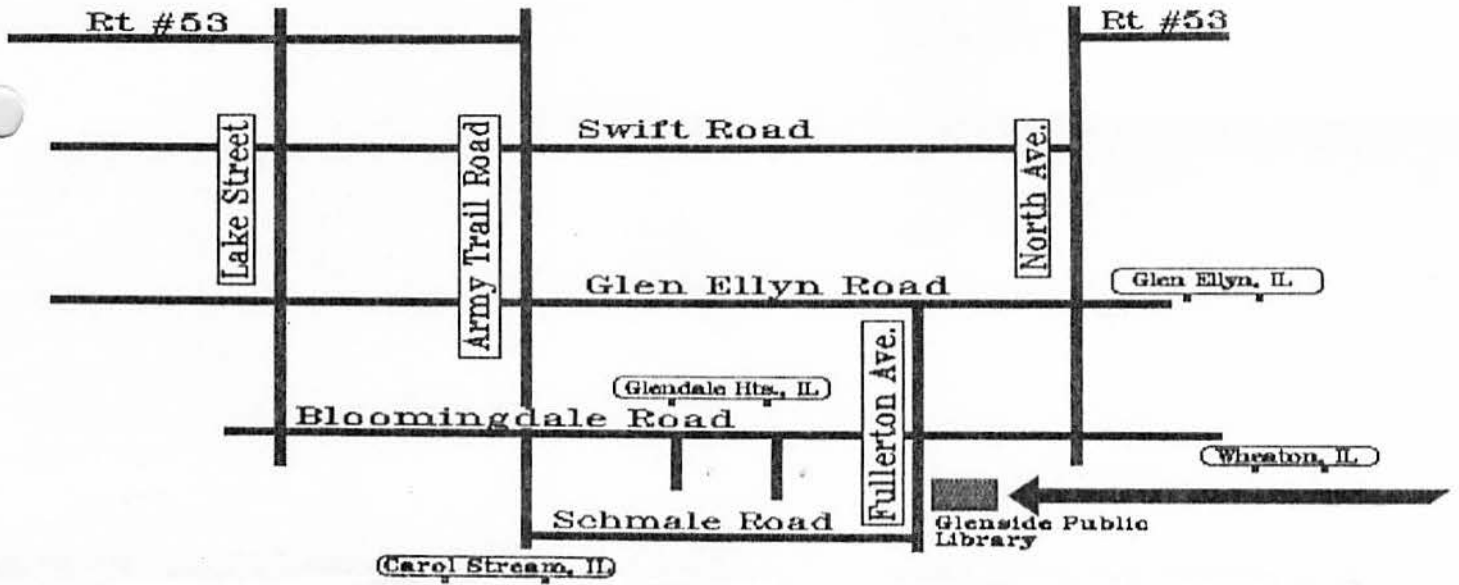 Rt #53
Rt #53
Swift Road
Lake Street
Army Trail Road
North Ave.
Glen Ellyn Road
Glen Ellyn, IL
Fullerton Ave.
Glendale Hts., IL
Bloomingdale Road
Wheaton, IL
Schmale Road
Glenside Public
Library
Carol Stream, IL